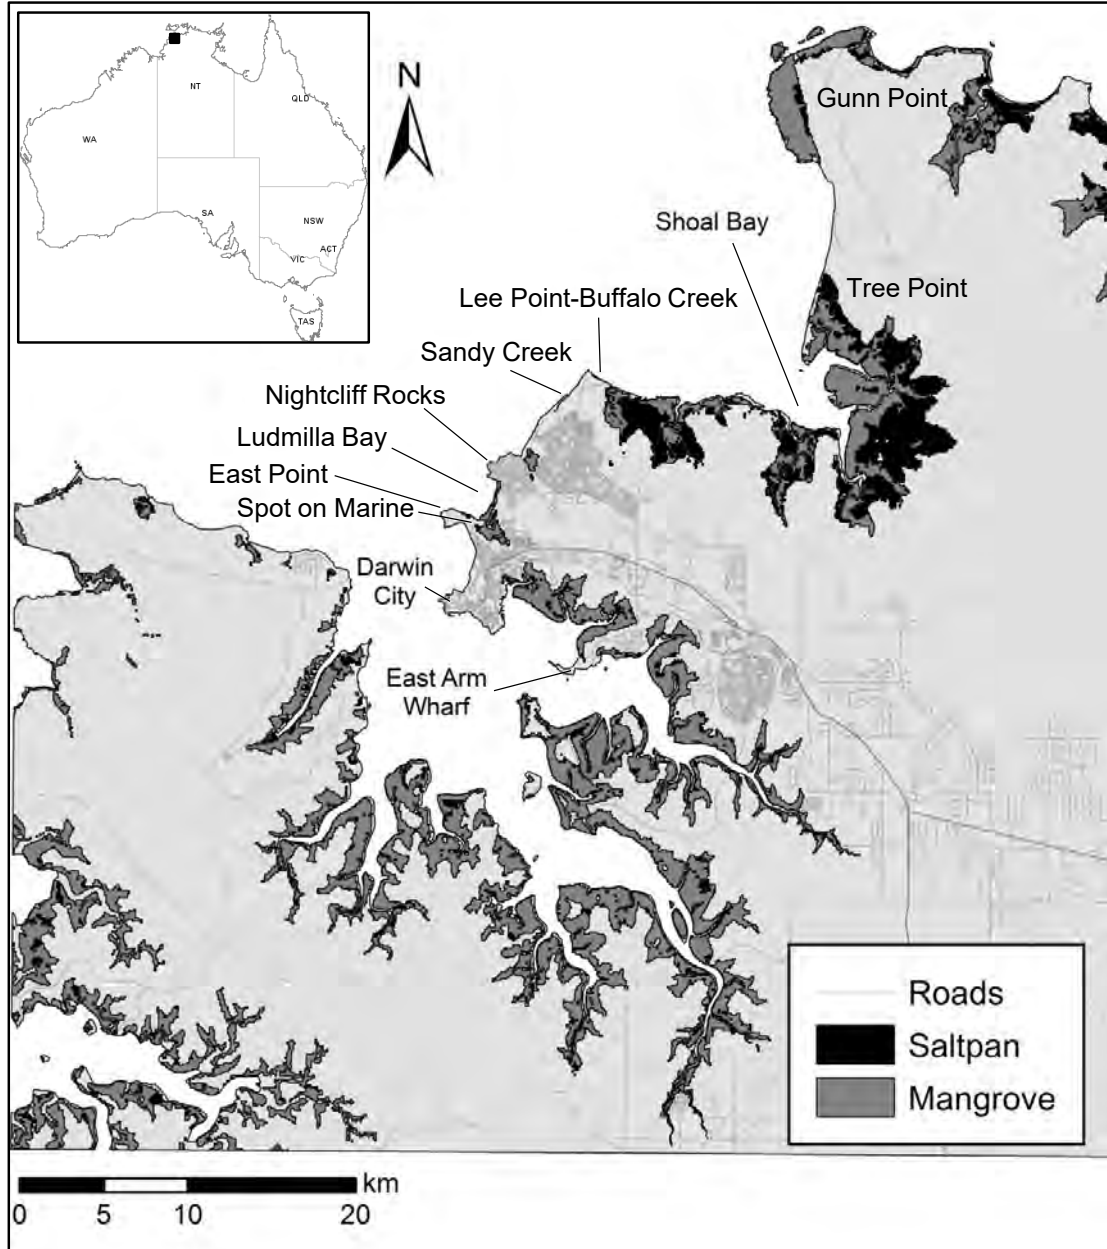 NT
QLD
WA
SA
NSW
ACT
VIC
TAS
N
Gunn Point
Shoal Bay
Tree Point
Lee Point-Buffalo Creek
Sandy Creek
Nightcliff Rocks
Ludmilla Bay
East Point
Spot on Marine
Darwin
City
East Arm
Wharf
Roads
Saltpan
Mangrove
km
0 5 10 20